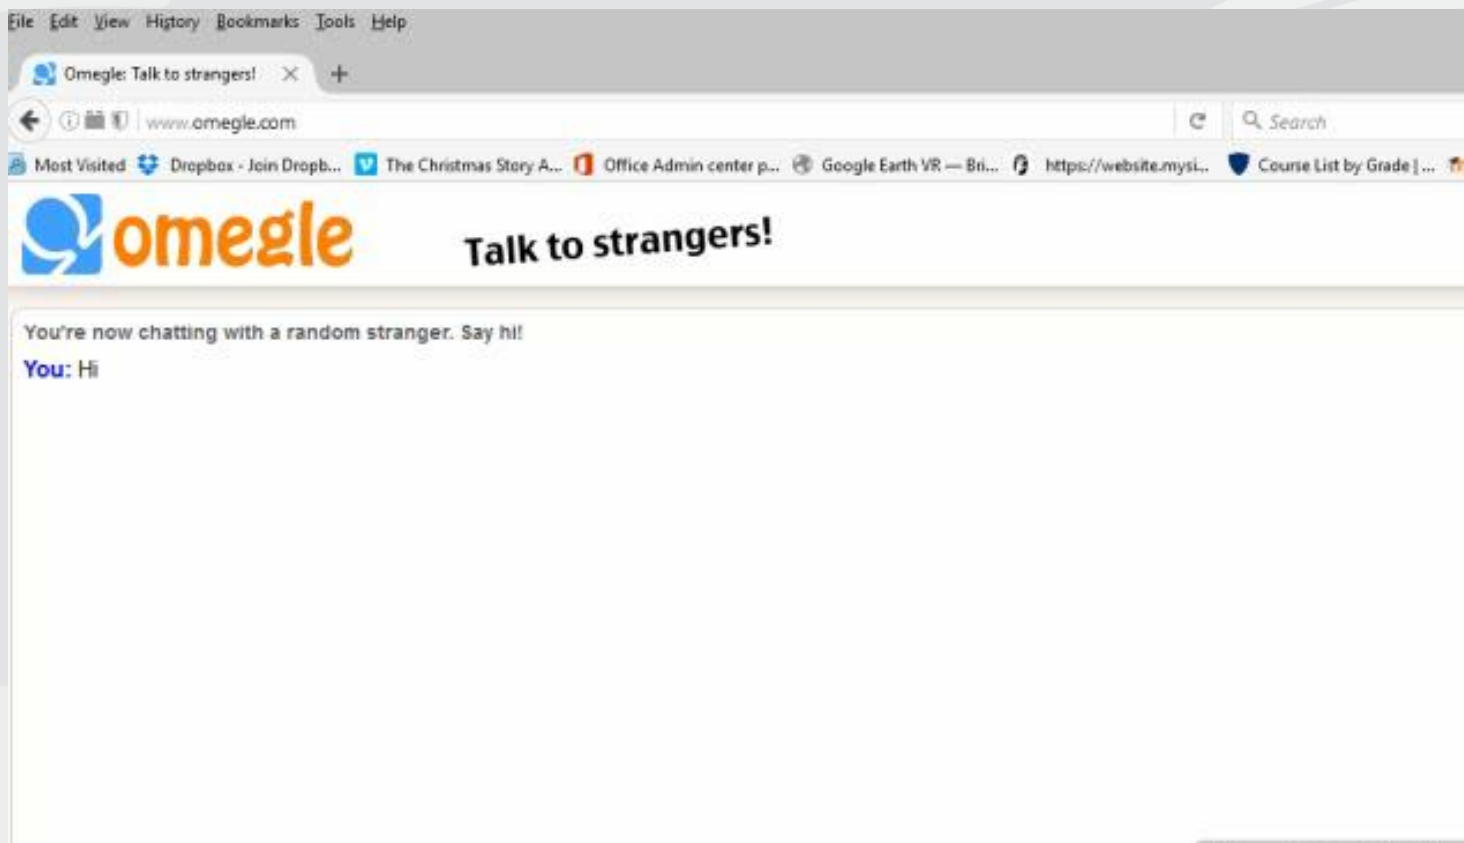 File Edit View History Bookmarks Tools Help
Omegle: Talk to strangers!
www.omegle.com Search
Most Visited Dropbox - Join Dropb... The Christmas Story A... Office Admin center p... Google Earth VR — Bri... https://website.mysi... Course List by Grade | ...
omegle Talk to strangers!
You're now chatting with a random stranger. Say hi!
You: Hi